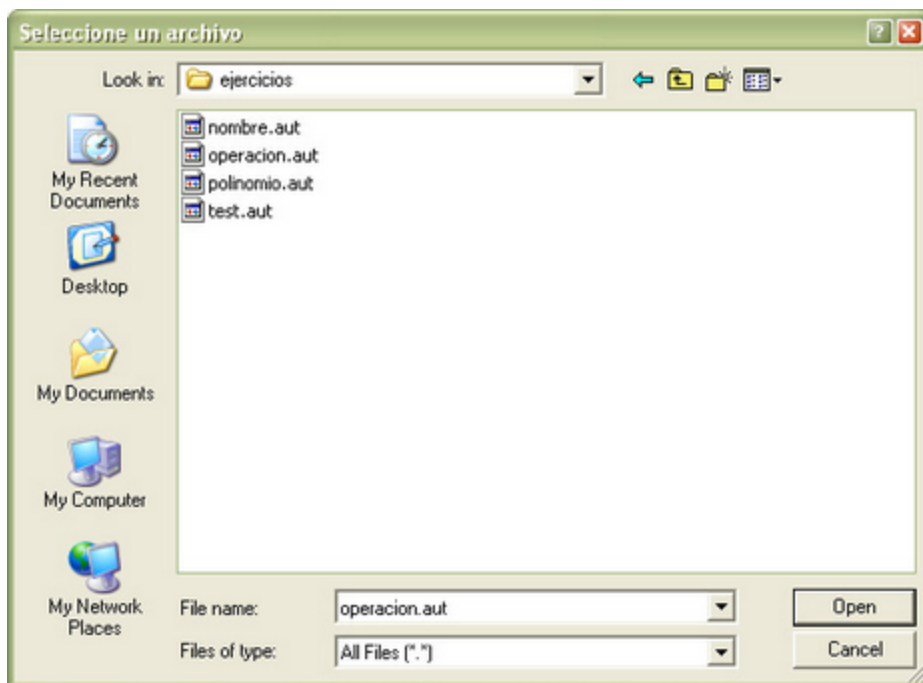 Seleccione un archivo
Look in: ejercicios
nombre.aut
operacion.aut
polinomio.aut
test.aut
My Recent
Documents
Desktop
My Documents
My Computer
My Network
Places
File name: operacion.aut Open
Files of type: All Files (*.*) Cancel